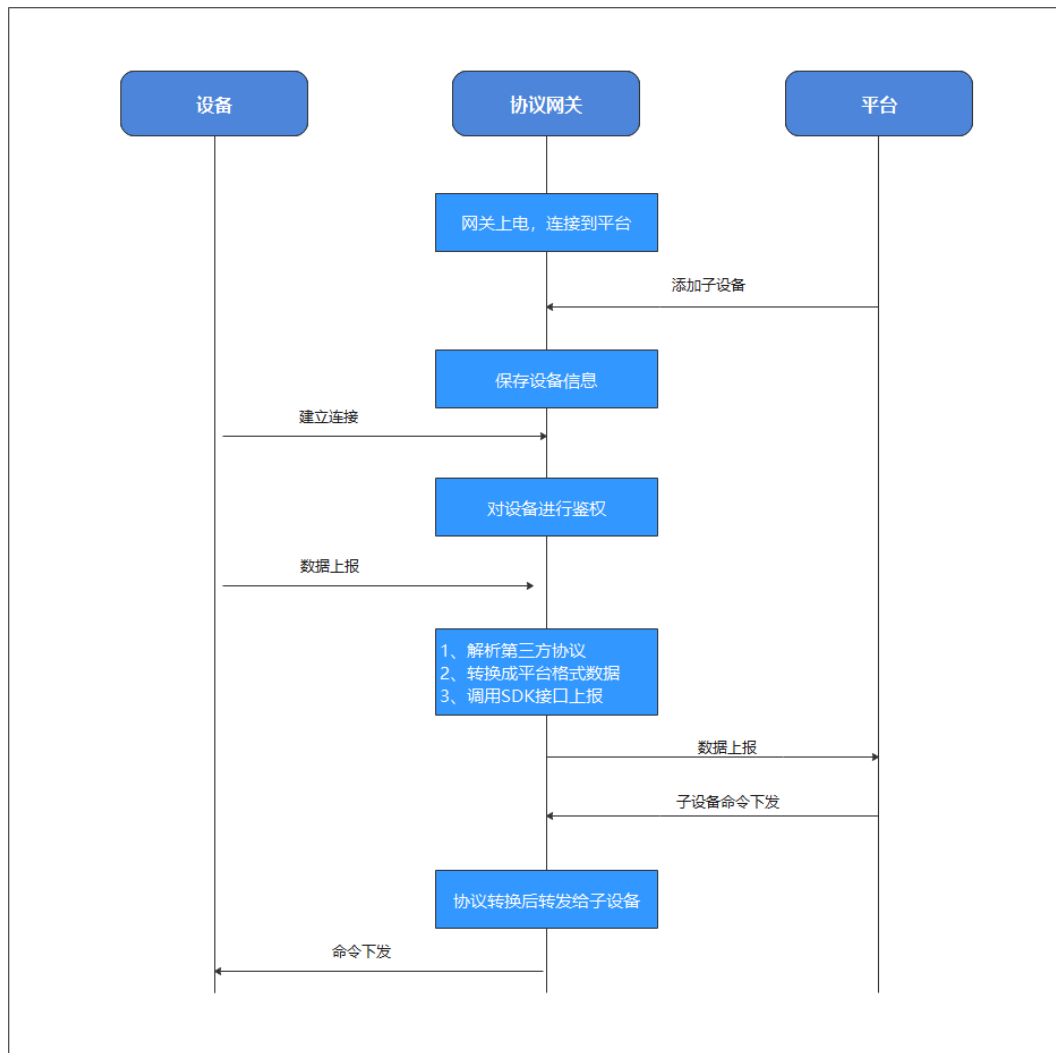 设备
协议网关
平台
网关上电，连接到平台
添加子设备
保存设备信息
建立连接
对设备进行鉴权
数据上报
1、解析第三方协议
2、转换成平台格式数据
3、调用SDK接口上报
数据上报
子设备命令下发
协议转换后转发给子设备
命令下发